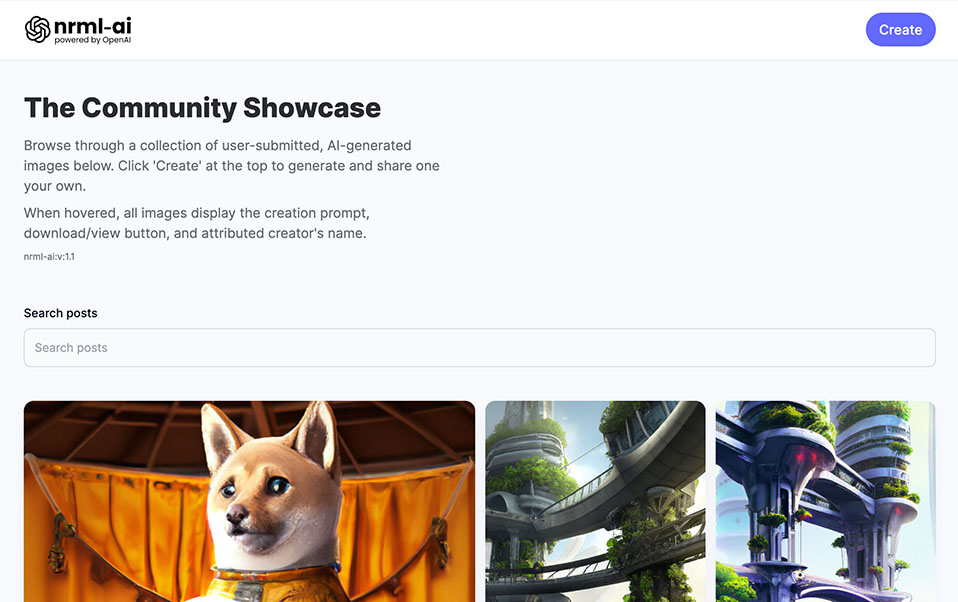 nrml-ai
powered by OpenAI
Create
The Community Showcase
Browse through a collection of user-submitted, AI-generated
images below. Click 'Create' at the top to generate and share one
your own.
When hovered, all images display the creation prompt,
download/view button, and attributed creator's name.
nrml-ai:v:1.1
Search posts
Search posts